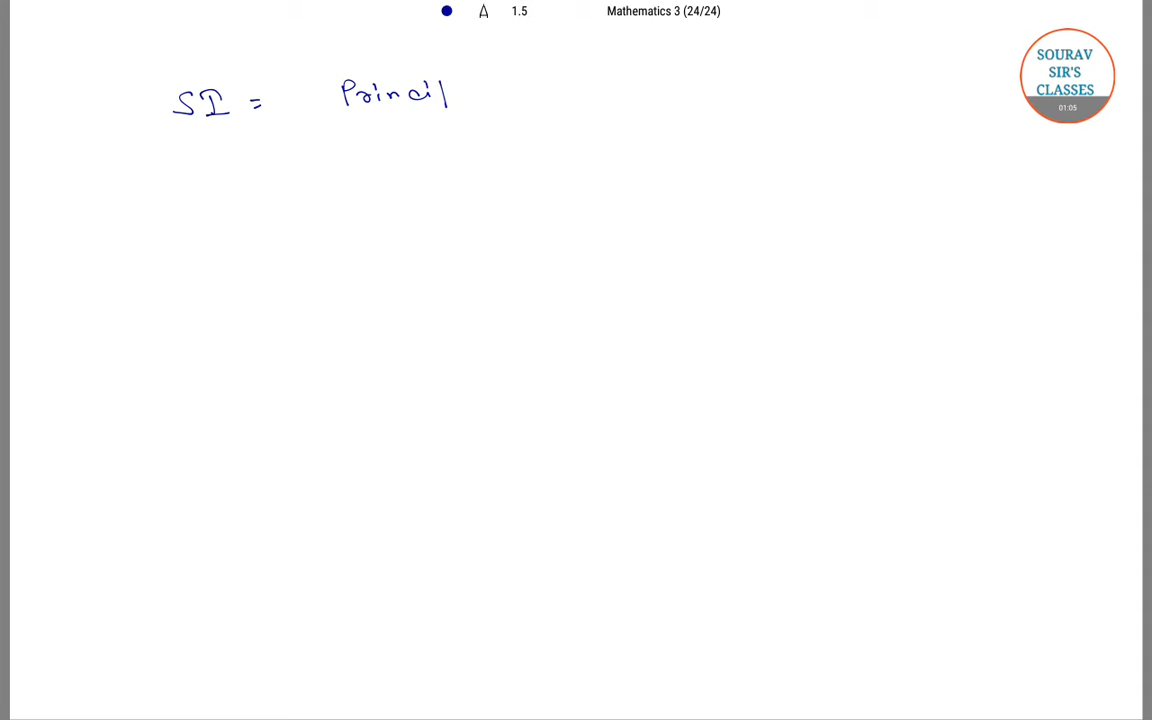 1.5 Mathematics 3 (24/24)
SOURAV
SIR'S
CLASSES
01:05
SI = Princil